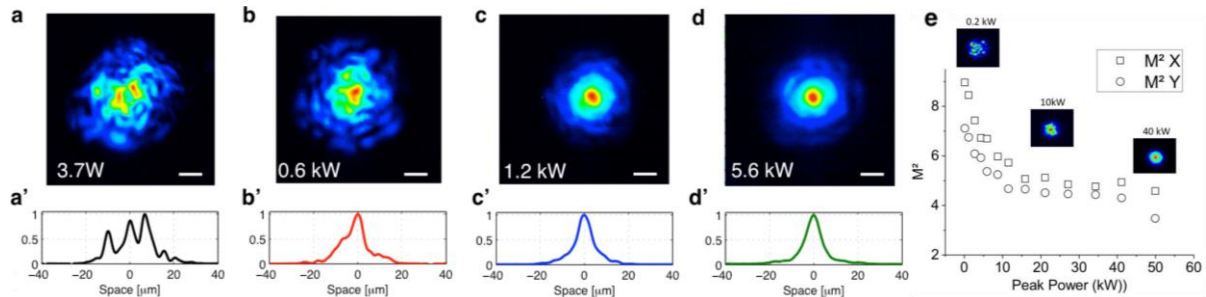 a
b
c
d
e
3.7W
0.6 kW
1.2 kW
5.6 kW
a'
b'
c'
d'
1
0.5
0
−40 −20 0 20 40
Space [μm]
1
0.5
0
−40 −20 0 20 40
Space [μm]
1
0.5
0
−40 −20 0 20 40
Space [μm]
1
0.5
0
−40 −20 0 20 40
Space [μm]
0.2 kW
10kW
40 kW
M² X
M² Y
M²
8
6
4
2
0 10 20 30 40 50 60
Peak Power (kW))